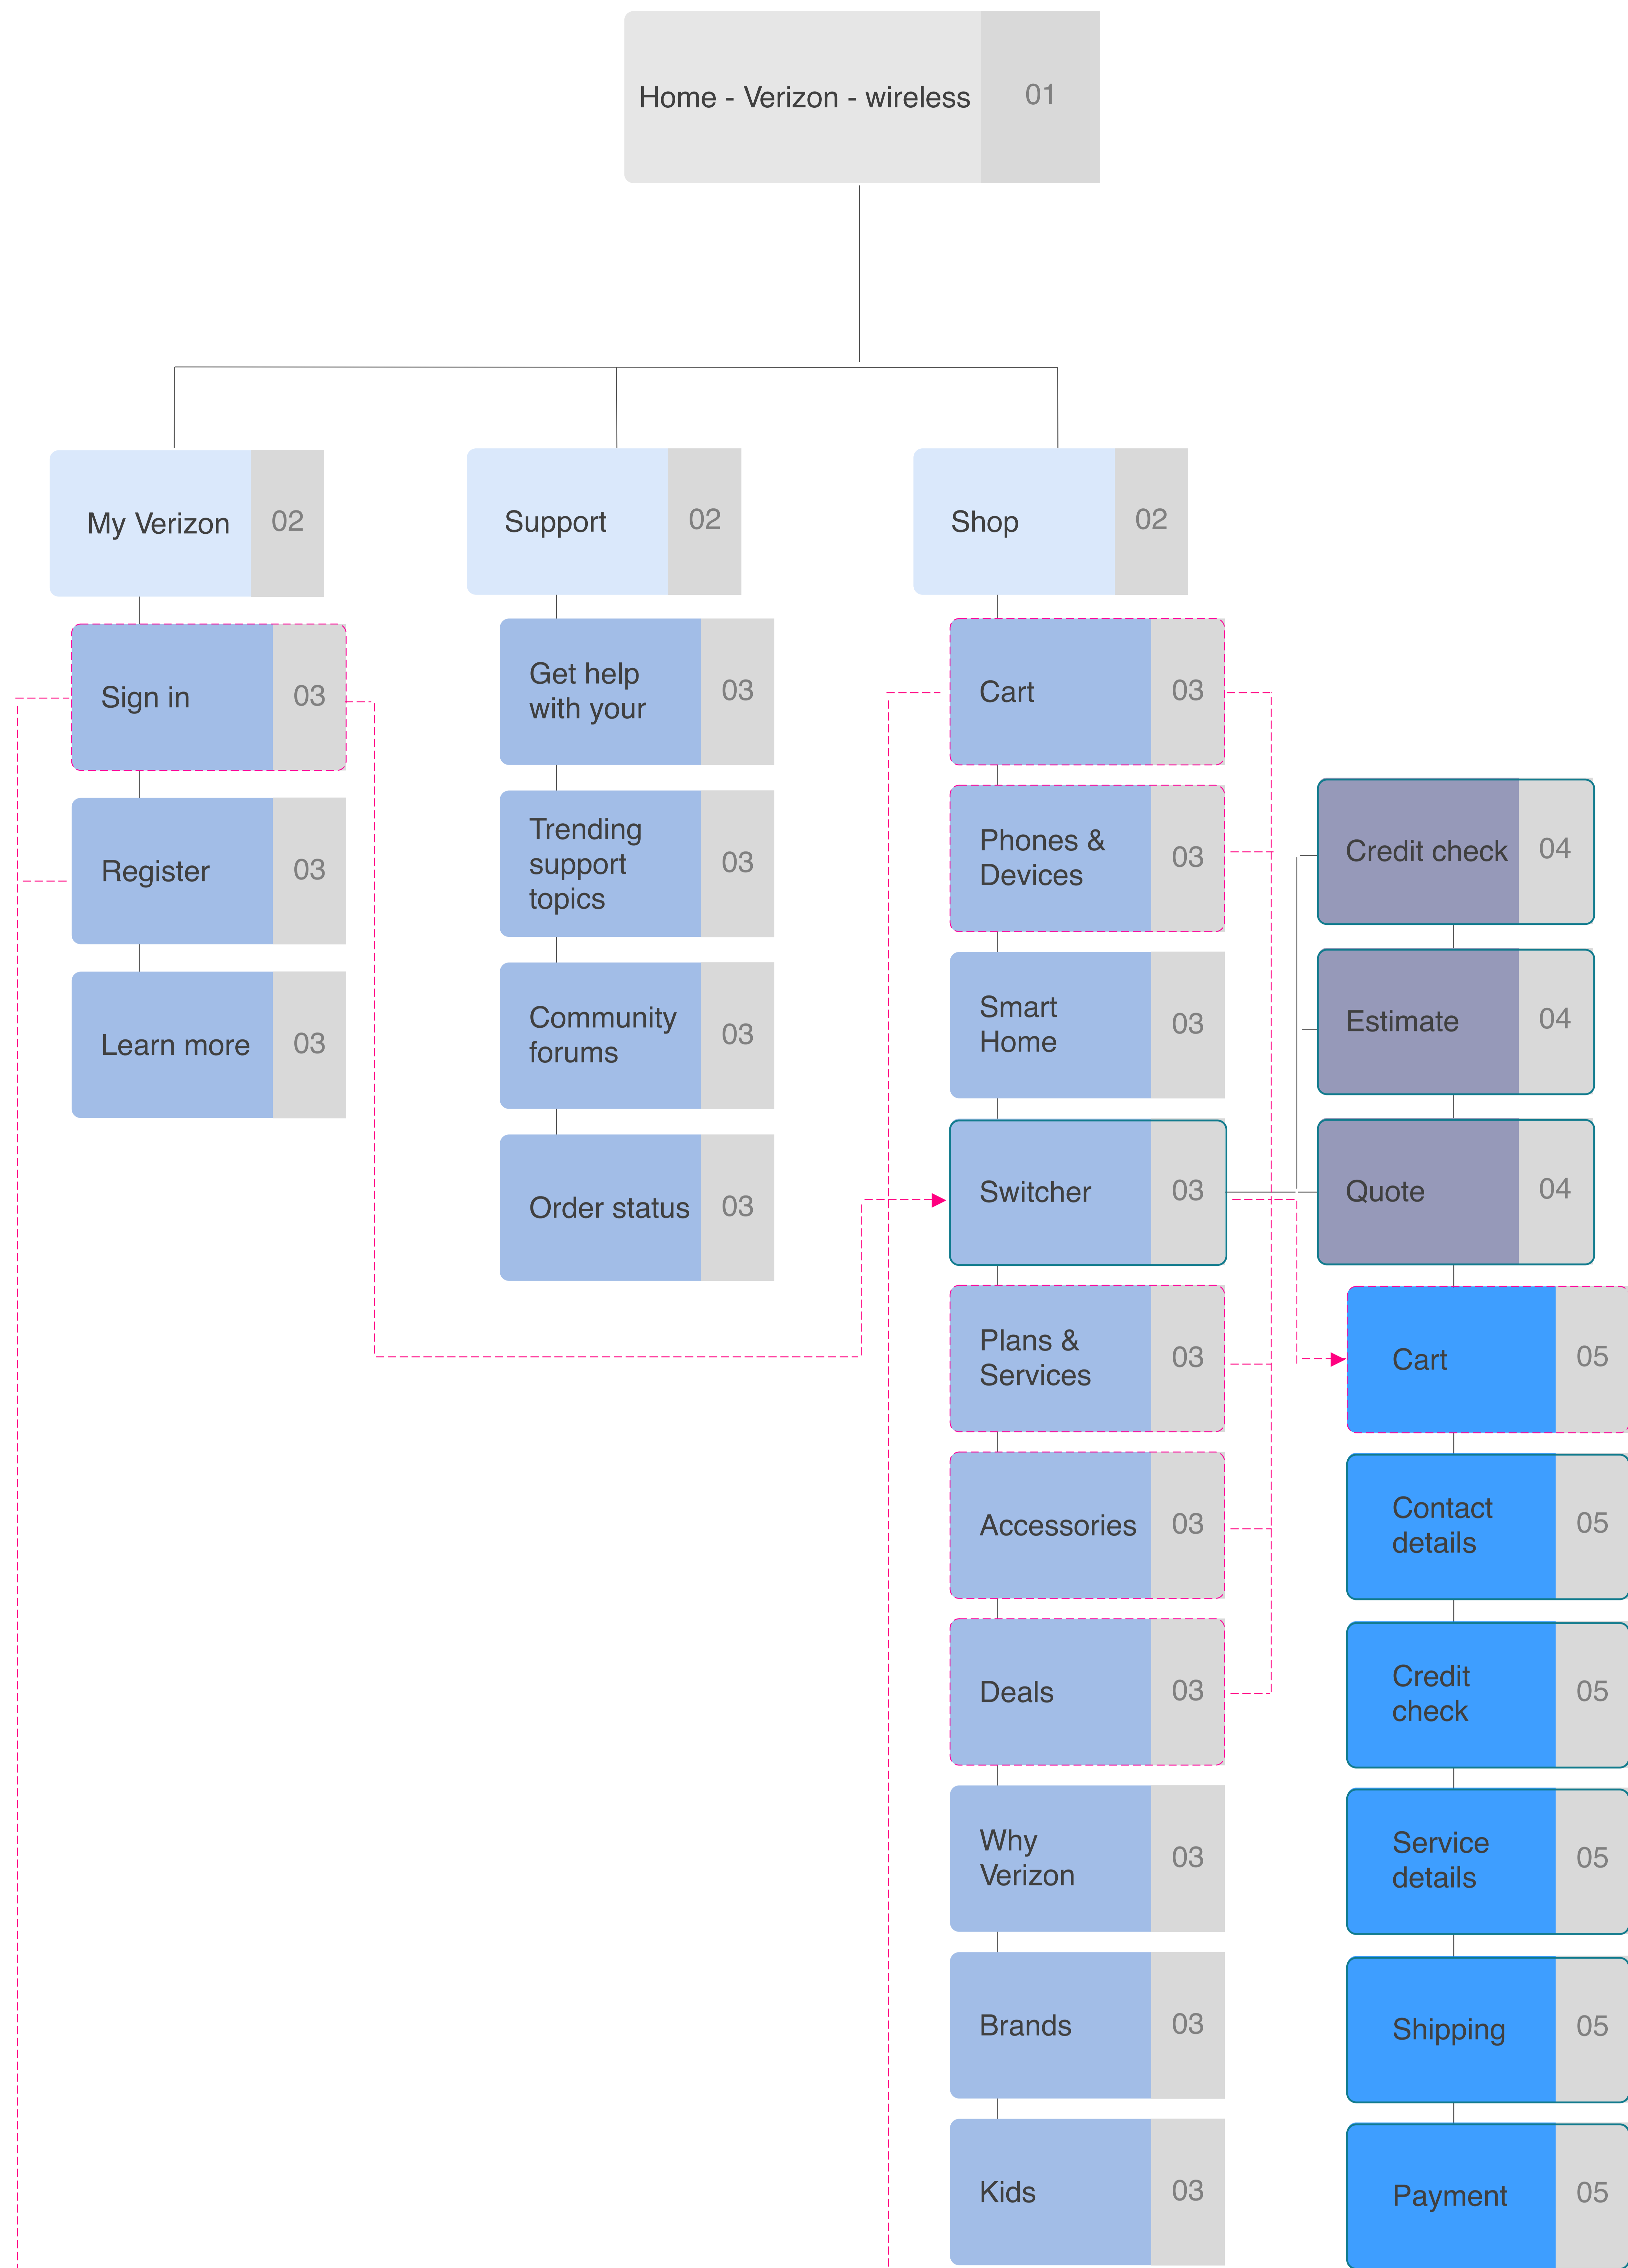 Home - Verizon - wireless
01
My Verizon
02
Sign in
03
Register
03
Learn more
03
Support
02
Get help
with your
03
Trending
support
topics
03
Community
forums
03
Order status
03
Shop
02
Cart
03
Phones &
Devices
03
Smart
Home
03
Switcher
03
Plans &
Services
03
Accessories
03
Deals
03
Why
Verizon
03
Brands
03
Kids
03
Credit check
04
Estimate
04
Quote
04
Cart
05
Contact
details
05
Credit
check
05
Service
details
05
Shipping
05
Payment
05